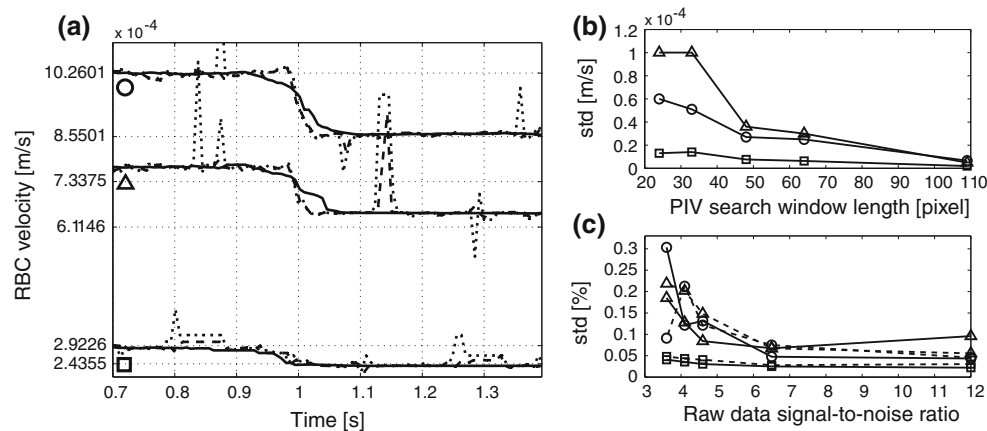 (a)
× 10⁻⁴
10.2601
8.5501
7.3375
6.1146
2.9226
2.4355
RBC velocity [m/s]
0.7 0.8 0.9 1 1.1 1.2 1.3
Time [s]
(b)
× 10⁻⁴
1.2
1
0.8
0.6
0.4
0.2
0
std [m/s]
20 30 40 50 60 70 80 90 100 110
PIV search window length [pixel]
(c)
0.3
0.25
0.2
0.15
0.1
0.05
0
std [%]
3 4 5 6 7 8 9 10 11 12
Raw data signal-to-noise ratio